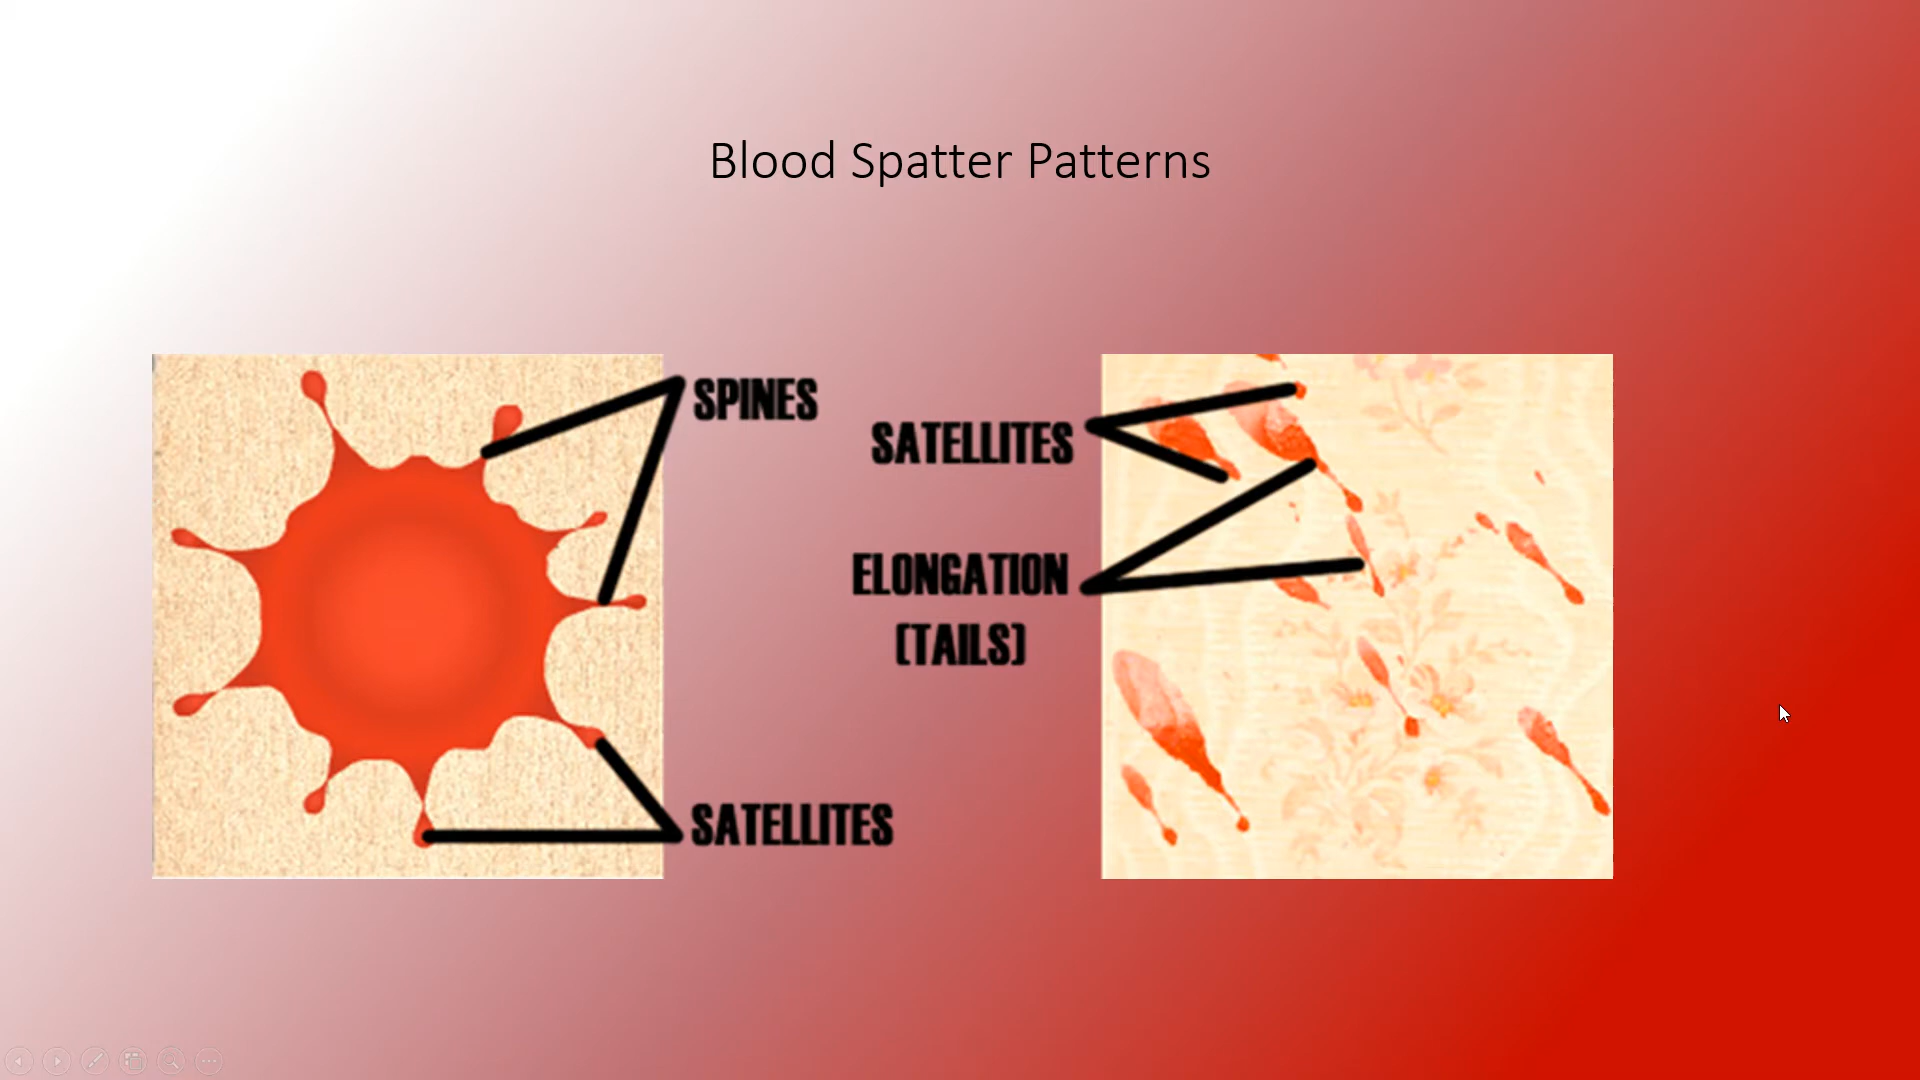 Blood Spatter Patterns
SPINES
SATELLITES
SATELLITES
ELONGATION
(TAILS)